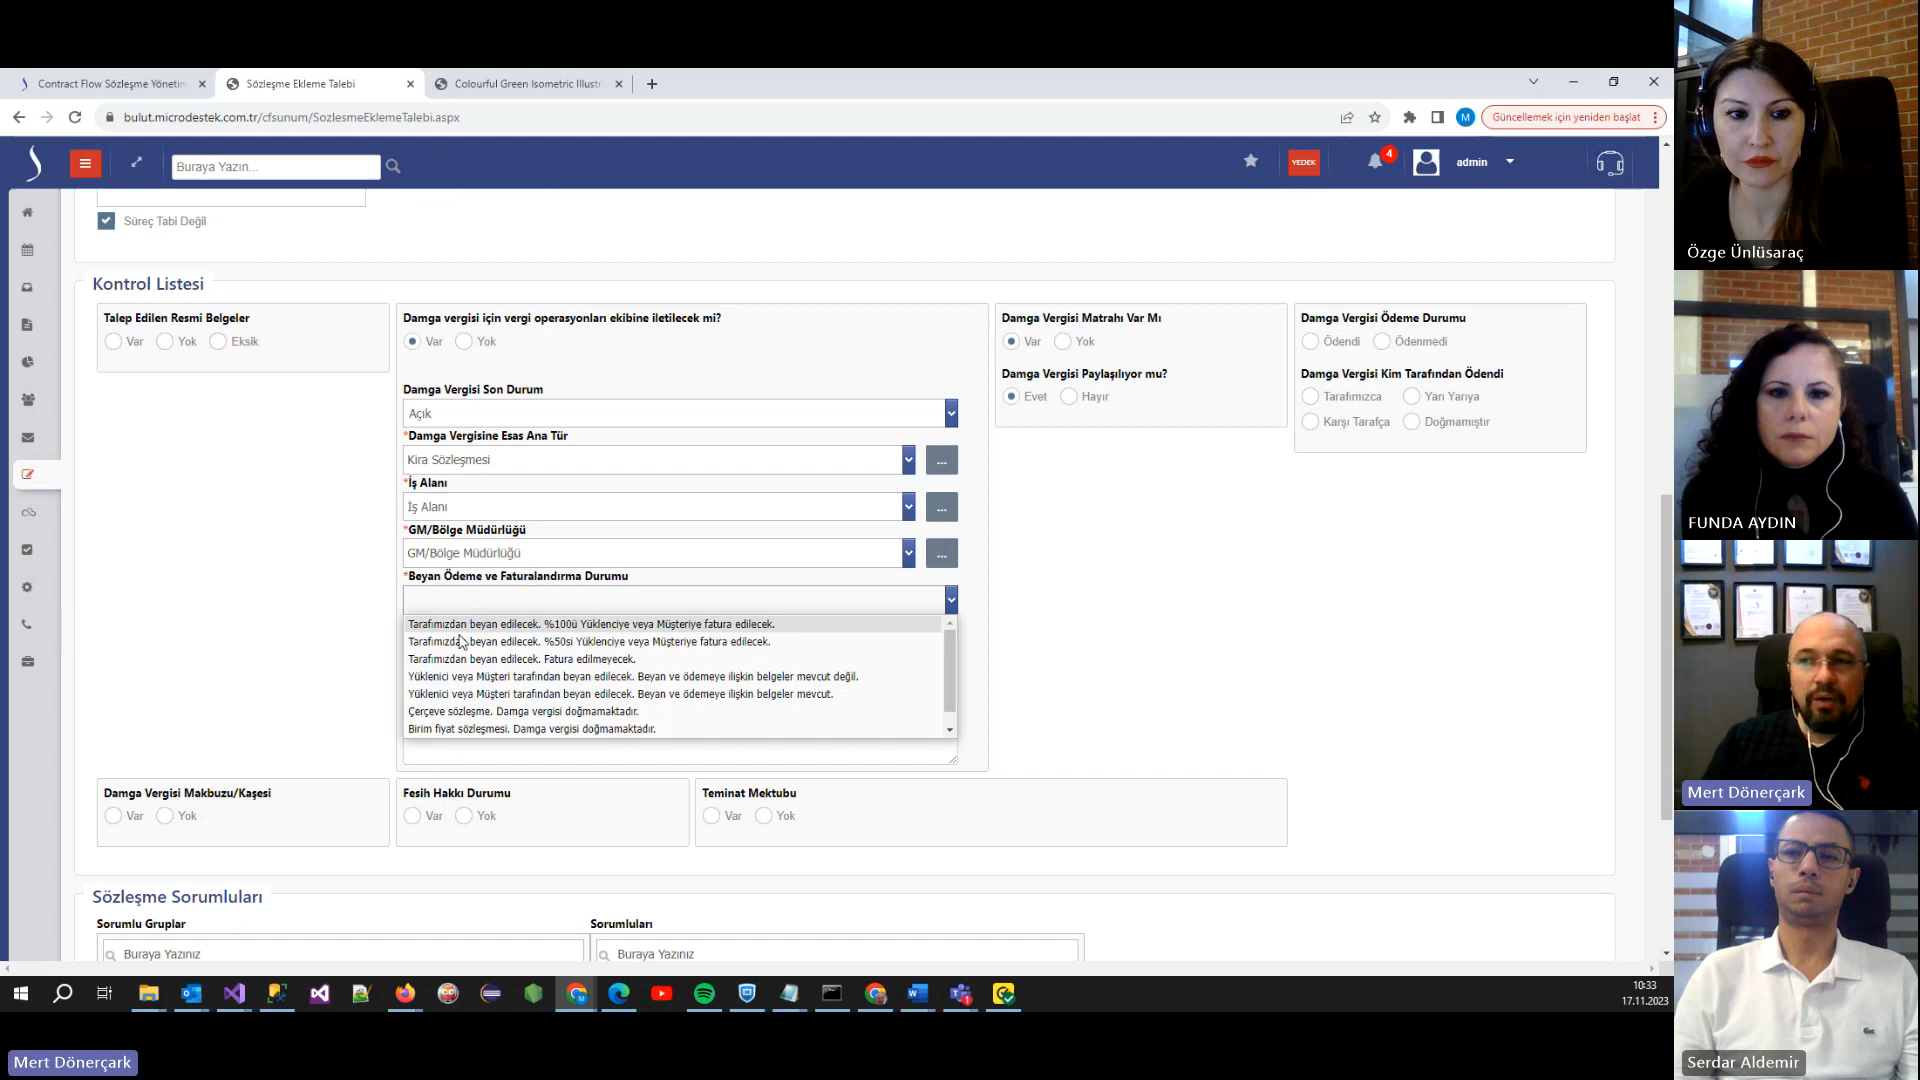 Contract Flow Sözleşme Yönetim
Sözleşme Ekleme Talebi
Colourful Green Isometric Illustr
bulut.microdestek.com.tr/cfsunum/SozlesmeEklemeTalebi.aspx
M
Güncellemek için yeniden başlat
Buraya Yazın...
YEDEK
4
admin
Süreç Tabi Değil
Kontrol Listesi
Talep Edilen Resmi Belgeler
Var Yok Eksik
Damga vergisi için vergi operasyonları ekibine iletilecek mi?
Var Yok
Damga Vergisi Son Durum
Açık
*Damga Vergisine Esas Ana Tür
Kira Sözleşmesi
...
*İş Alanı
İş Alanı
...
*GM/Bölge Müdürlüğü
GM/Bölge Müdürlüğü
...
*Beyan Ödeme ve Faturalandırma Durumu
Tarafımızdan beyan edilecek. %100ü Yüklenciye veya Müşteriye fatura edilecek.
Tarafımızdan beyan edilecek. %50si Yüklenciye veya Müşteriye fatura edilecek.
Tarafımızdan beyan edilecek. Fatura edilmeyecek.
Yüklenici veya Müşteri tarafından beyan edilecek. Beyan ve ödemeye ilişkin belgeler mevcut değil.
Yüklenici veya Müşteri tarafından beyan edilecek. Beyan ve ödemeye ilişkin belgeler mevcut.
Çerçeve sözleşme. Damga vergisi doğmamaktadır.
Birim fiyat sözleşmesi. Damga vergisi doğmamaktadır.
Damga Vergisi Matrahı Var Mı
Var Yok
Damga Vergisi Paylaşılıyor mu?
Evet Hayır
Damga Vergisi Ödeme Durumu
Ödendi Ödenmedi
Damga Vergisi Kim Tarafından Ödendi
Tarafımızca Yarı Yarıya
Karşı Tarafça Doğmamıştır
Damga Vergisi Makbuzu/Kaşesi
Var Yok
Fesih Hakkı Durumu
Var Yok
Teminat Mektubu
Var Yok
Sözleşme Sorumluları
Sorumlu Gruplar
Buraya Yazınız
Sorumluları
Buraya Yazınız
10:33
17.11.2023
Mert Dönerçark
Özge Ünlüsaraç
FUNDA AYDIN
Mert Dönerçark
Serdar Aldemir